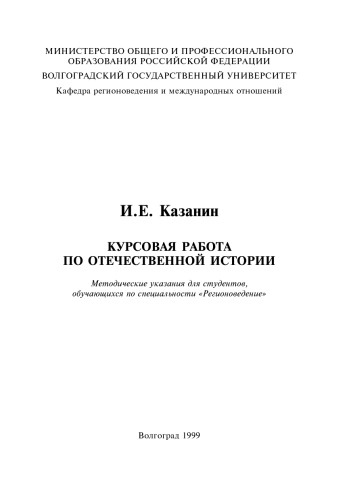 МИНИСТЕРСТВО ОБЩЕГО И ПРОФЕССИОНАЛЬНОГО
ОБРАЗОВАНИЯ РОССИЙСКОЙ ФЕДЕРАЦИИ
ВОЛГОГРАДСКИЙ ГОСУДАРСТВЕННЫЙ УНИВЕРСИТЕТ
Кафедра регионоведения и международных отношений
И.Е. Казанин
КУРСОВАЯ РАБОТА
ПО ОТЕЧЕСТВЕННОЙ ИСТОРИИ
Методические указания для студентов,
обучающихся по специальности «Регионоведение»
Волгоград 1999